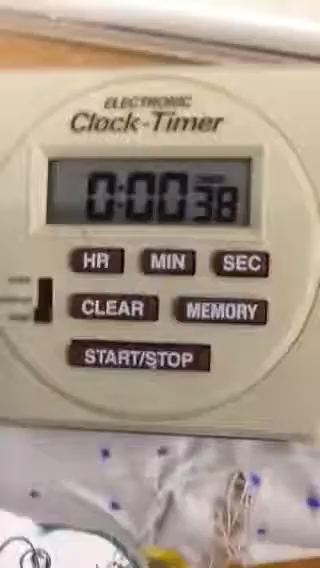 ELECTRONIC
Clock-Timer
0:00 38
HR MIN SEC
CLEAR MEMORY
START/STOP